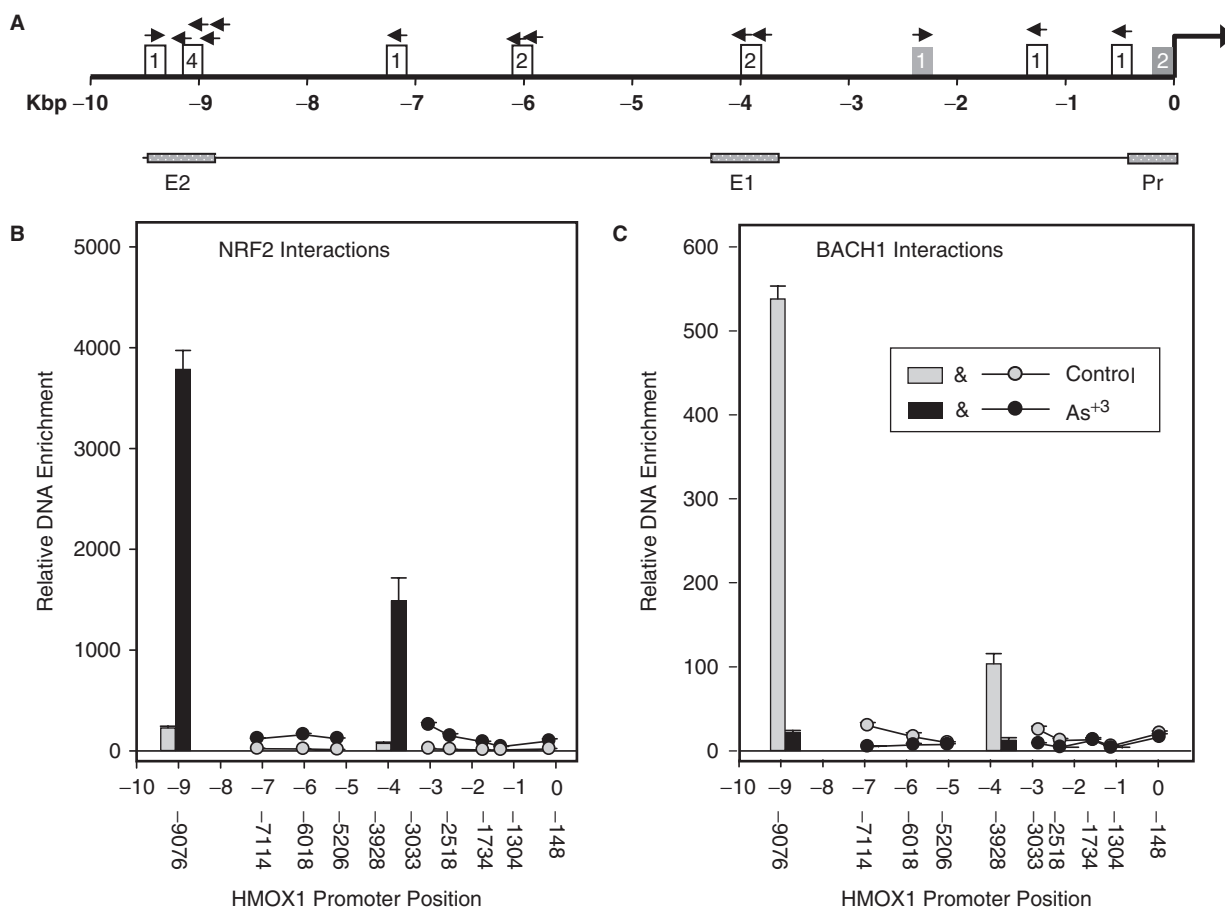 A
1 4 1 2 2 1 1 1 2
Kbp –10 –9 –8 –7 –6 –5 –4 –3 –2 –1 0
E2 E1 Pr
B
NRF2 Interactions
Relative DNA Enrichment
5000
4000
3000
2000
1000
0
–10 –9 –8 –7 –6 –5 –4 –3 –2 –1 0
–9076 –7114 –6018 –5206 –3928 –3033 –2518 –1734 –1304 –148
HMOX1 Promoter Position
C
BACH1 Interactions
Relative DNA Enrichment
600
500
400
300
200
100
0
& Control
& As+3
–10 –9 –8 –7 –6 –5 –4 –3 –2 –1 0
–9076 –7114 –6018 –5206 –3928 –3033 –2518 –1734 –1304 –148
HMOX1 Promoter Position